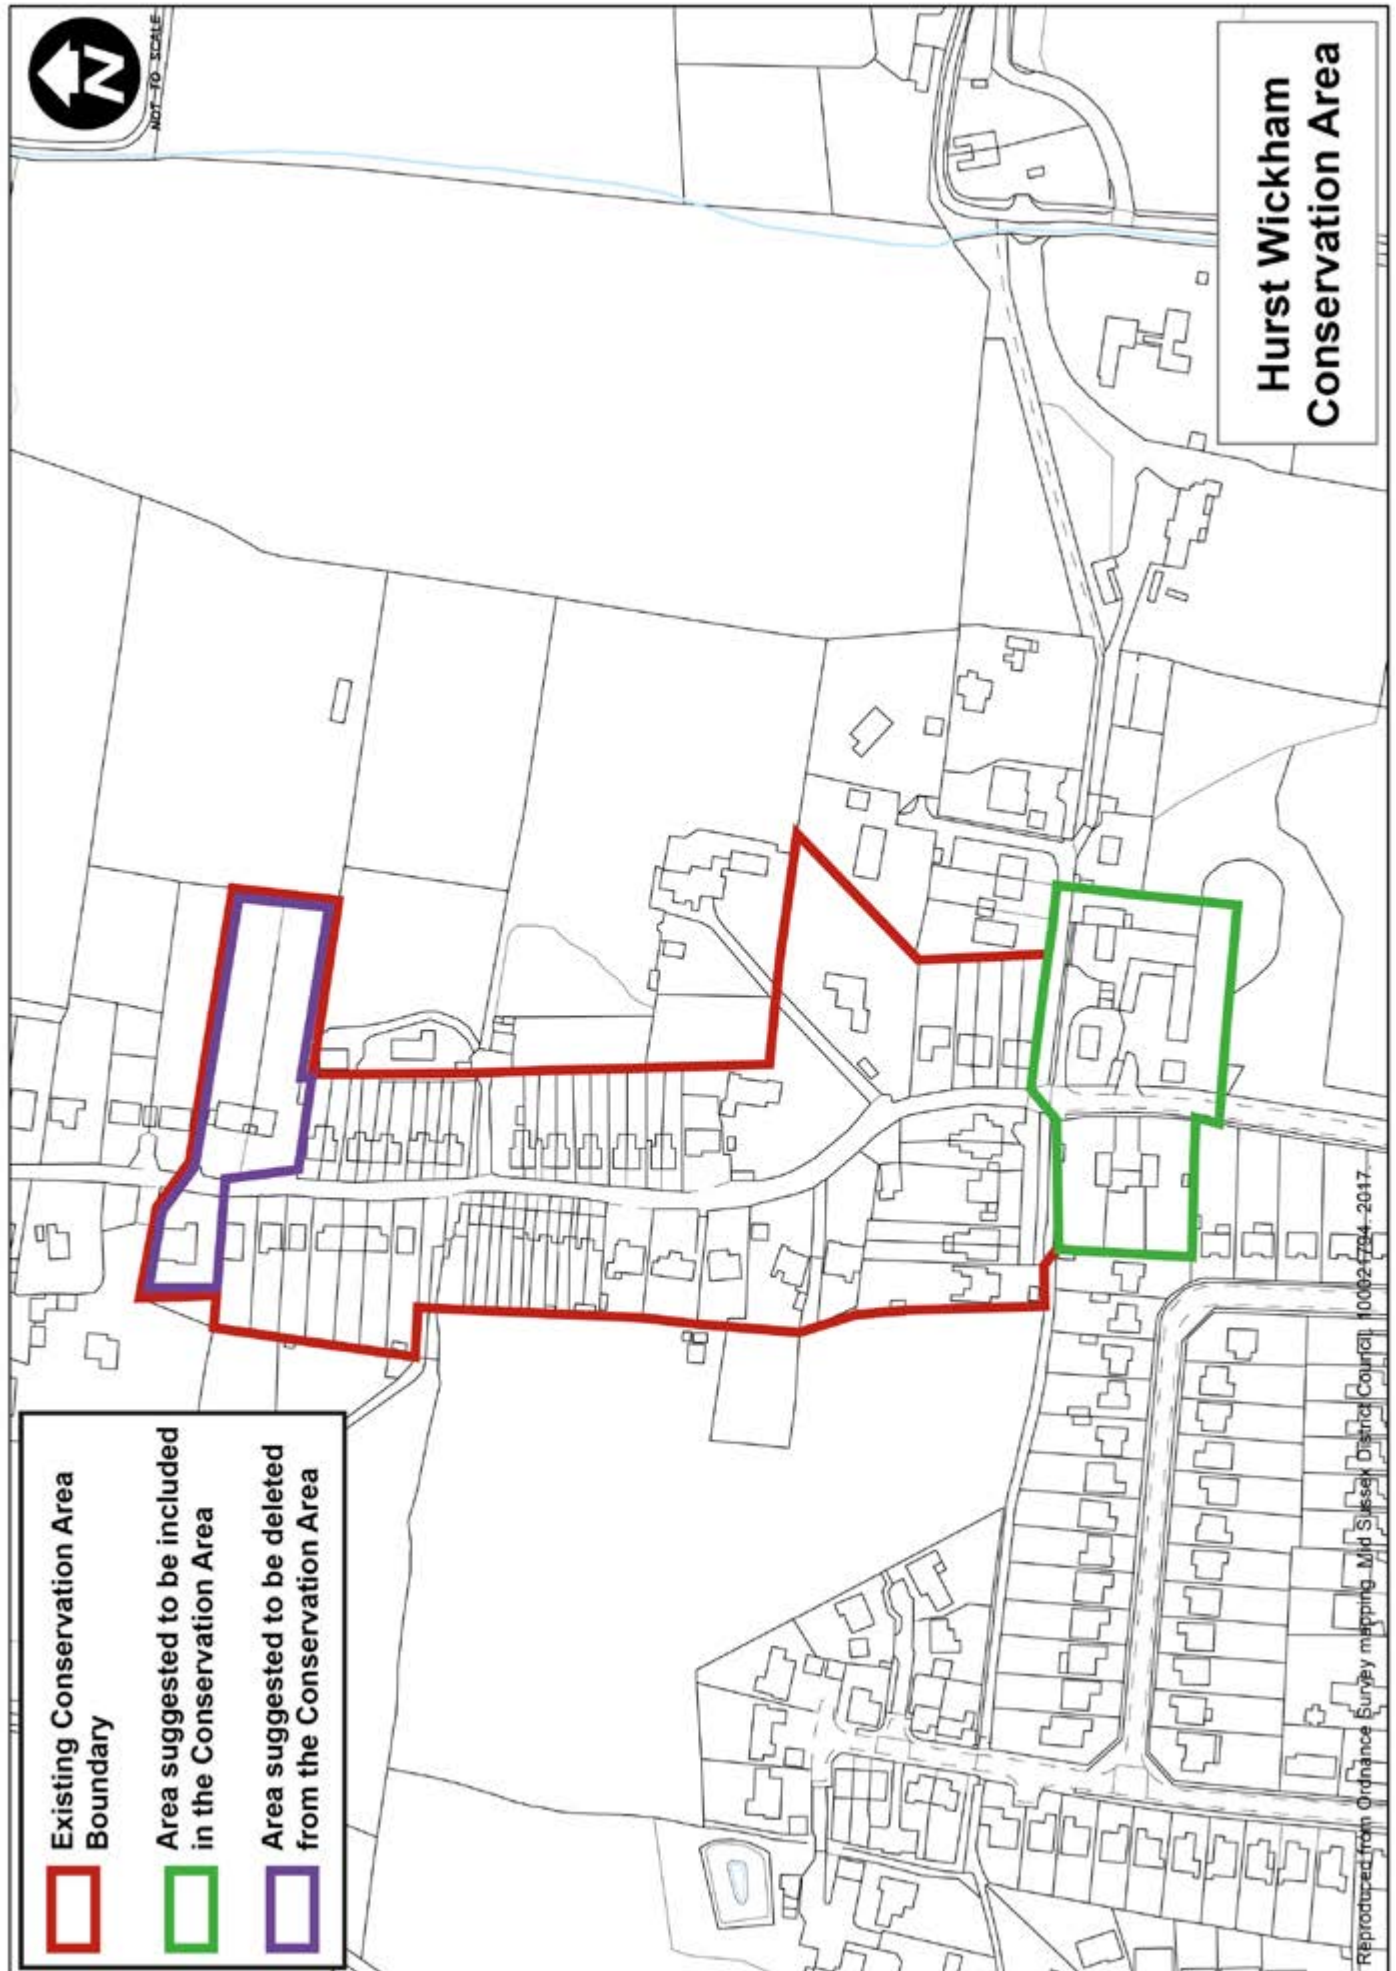 N
NOT TO SCALE
Hurst Wickham
Conservation Area
Existing Conservation Area
Boundary
Area suggested to be included
in the Conservation Area
Area suggested to be deleted
from the Conservation Area
Reproduced from Ordnance Survey mapping Mid Sussex District Council. 100021794. 2017.